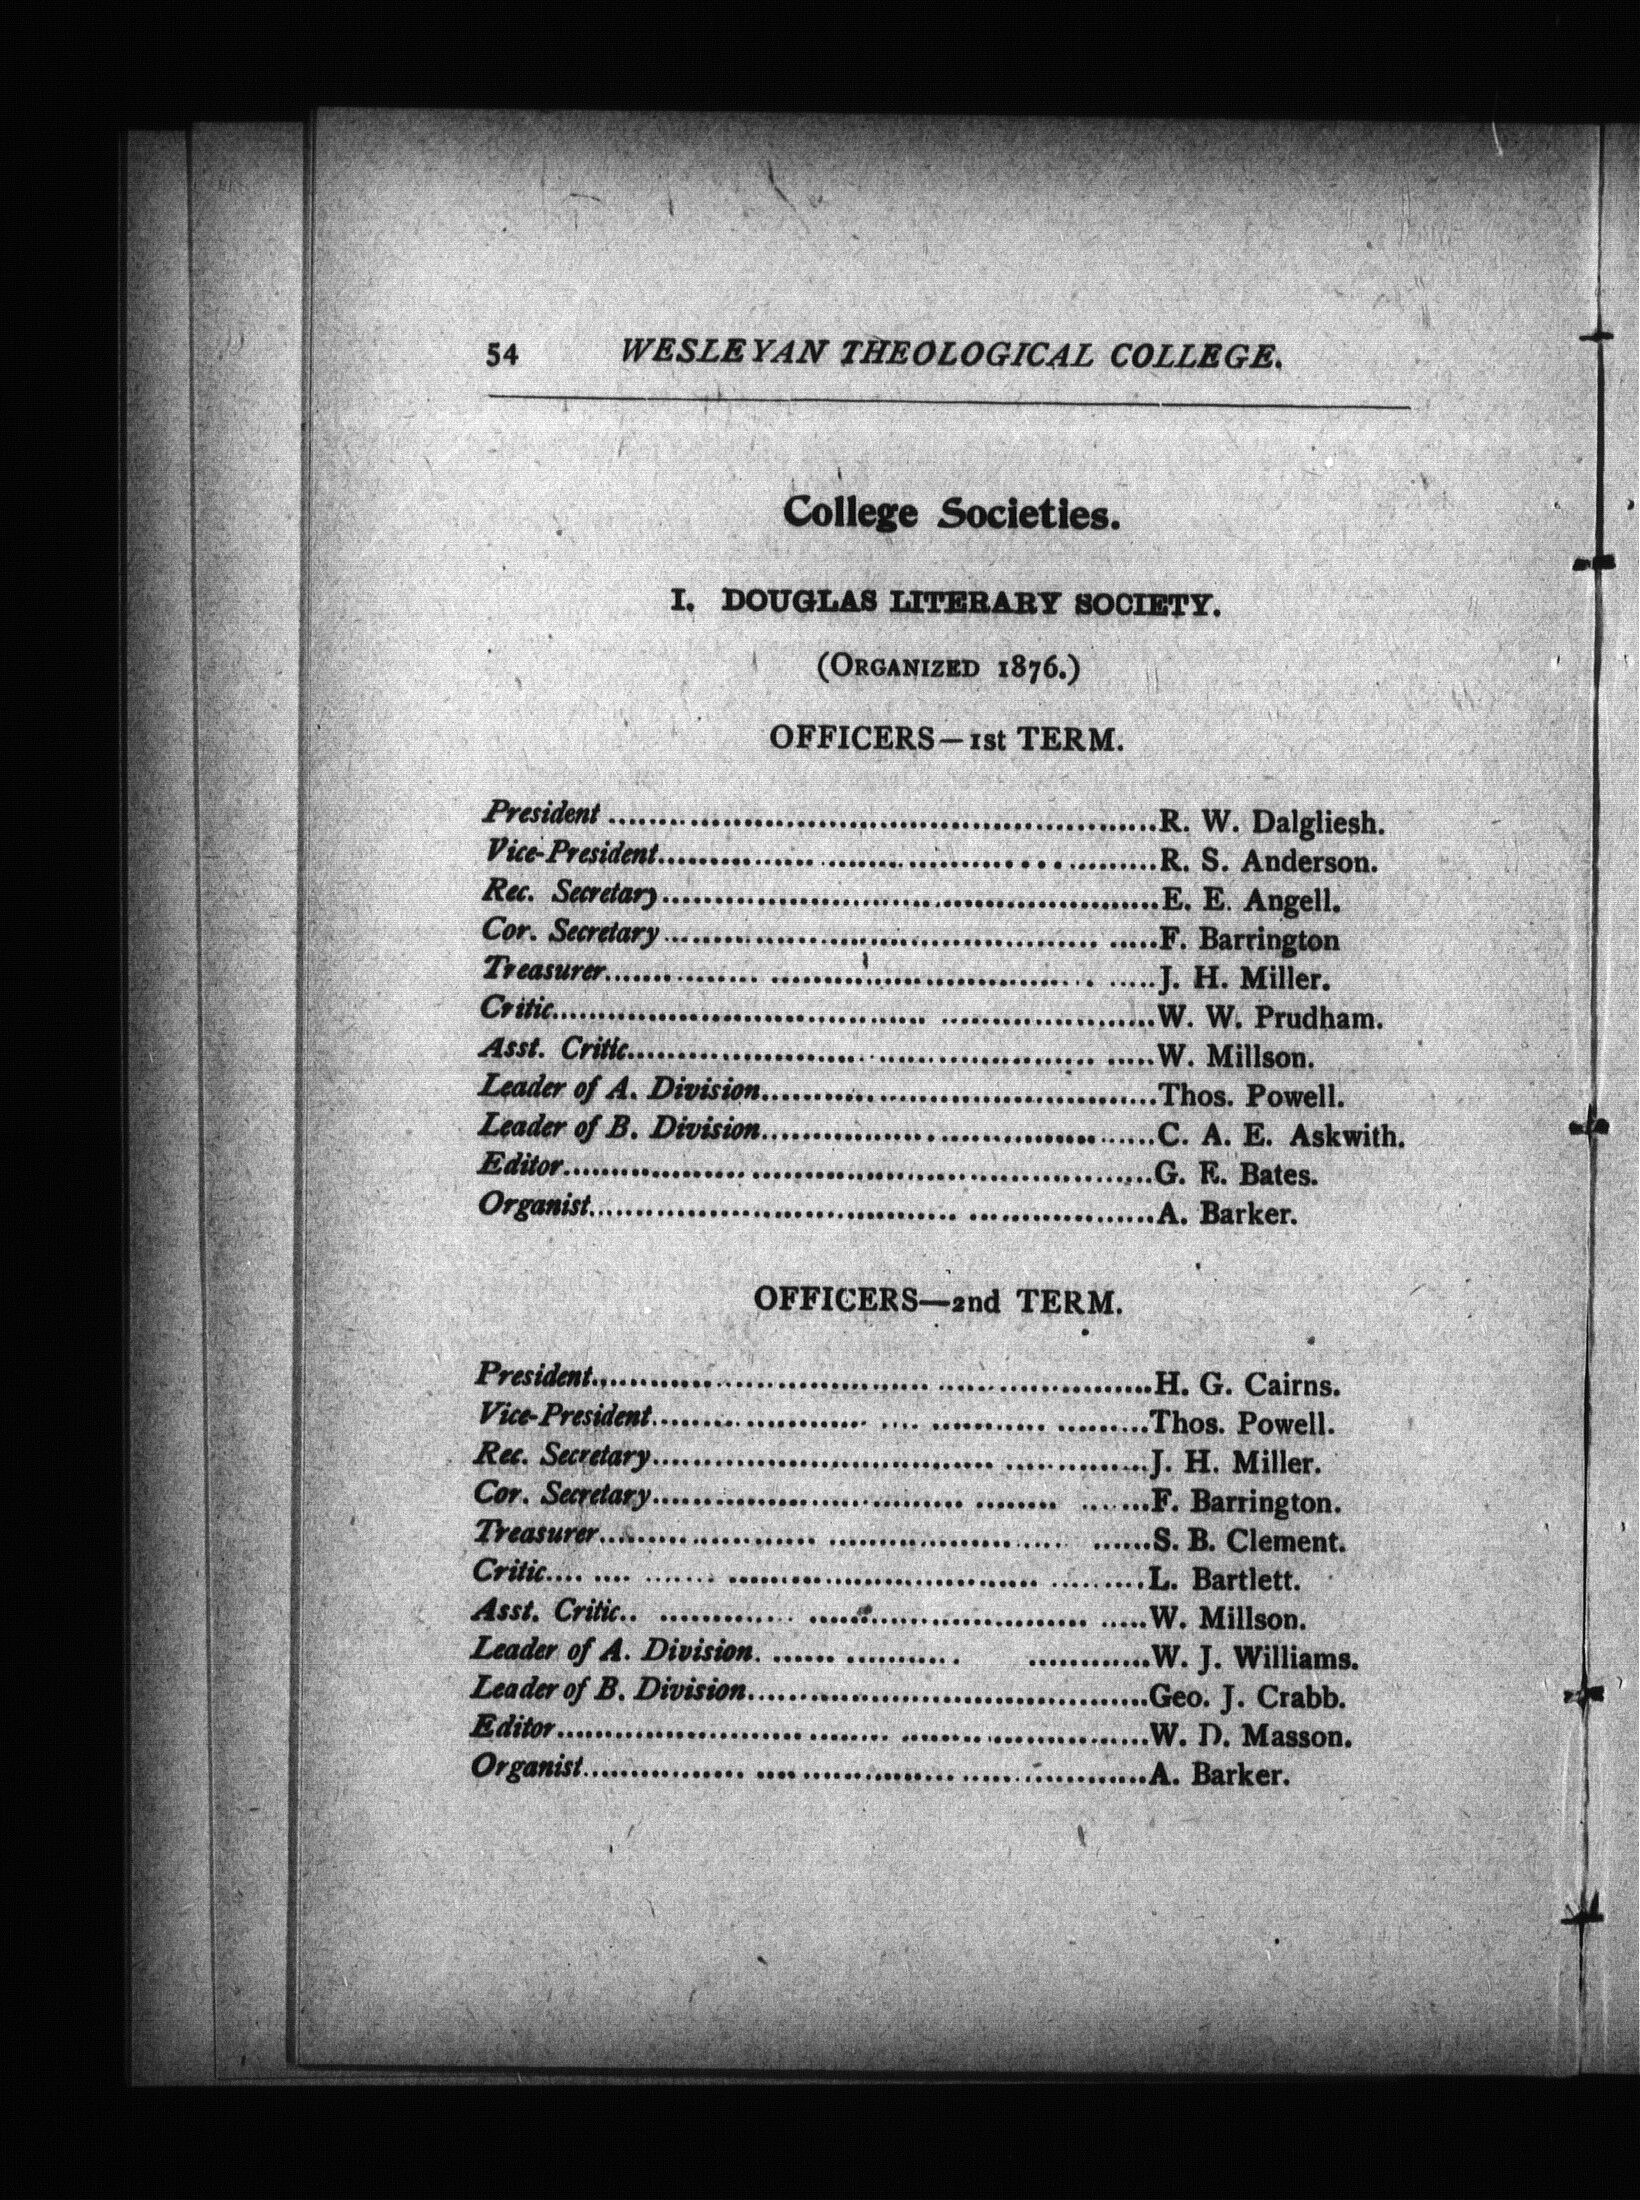 54 WESLEYAN THEOLOGICAL COLLEGE.
College Societies.
I. DOUGLAS LITERARY SOCIETY.
(ORGANIZED 1876.)
OFFICERS—1st TERM.
President ........................................ R. W. Dalgliesh.
Vice-President ........................................ R. S. Anderson.
Rec. Secretary ........................................ E. E. Angell.
Cor. Secretary ........................................ F. Barrington
Treasurer ........................................ J. H. Miller.
Critic ........................................ W. W. Prudham.
Asst. Critic ........................................ W. Millson.
Leader of A. Division ........................................ Thos. Powell.
Leader of B. Division ........................................ C. A. E. Askwith.
Editor ........................................ G. E. Bates.
Organist ........................................ A. Barker.
OFFICERS—2nd TERM.
President ........................................ H. G. Cairns.
Vice-President ........................................ Thos. Powell.
Rec. Secretary ........................................ J. H. Miller.
Cor. Secretary ........................................ F. Barrington.
Treasurer ........................................ S. B. Clement.
Critic ........................................ L. Bartlett.
Asst. Critic ........................................ W. Millson.
Leader of A. Division ........................................ W. J. Williams.
Leader of B. Division ........................................ Geo. J. Crabb.
Editor ........................................ W. D. Masson.
Organist ........................................ A. Barker.